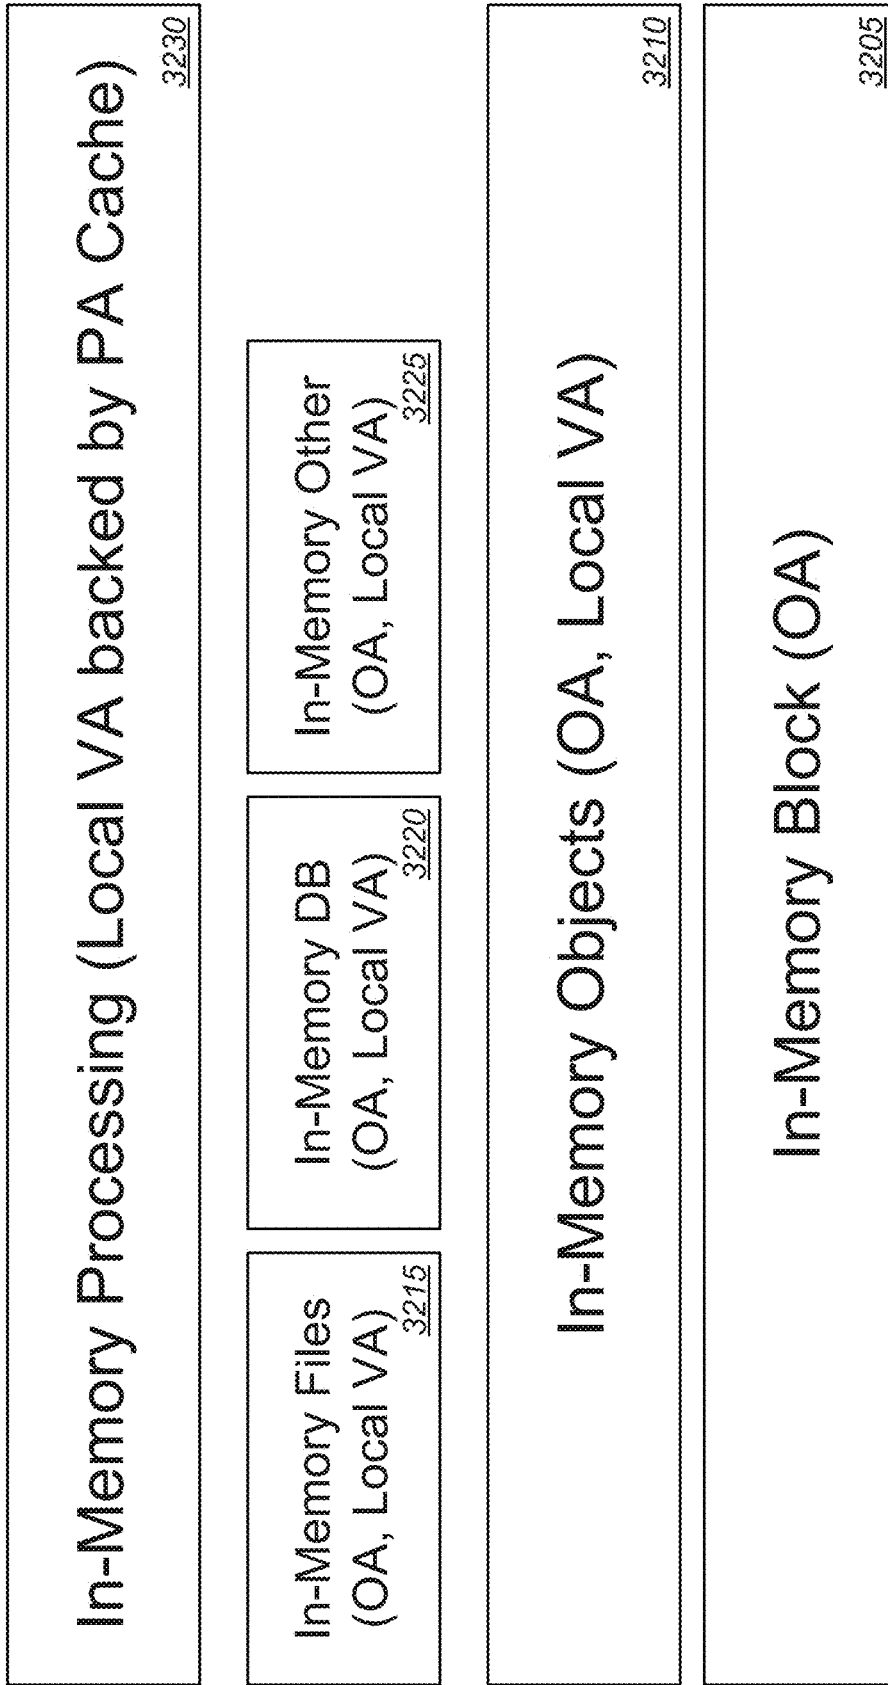 In-Memory Processing (Local VA backed by PA Cache)
3230
In-Memory Files
(OA, Local VA)
3215
In-Memory DB
(OA, Local VA)
3220
In-Memory Other
(OA, Local VA)
3225
In-Memory Objects (OA, Local VA)
3210
In-Memory Block (OA)
3205